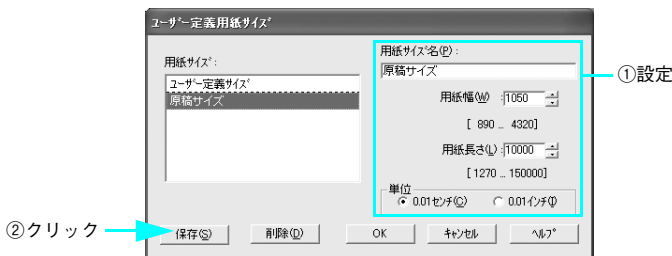 ユーザー定義用紙サイズ
用紙サイズ:
ユーザー定義サイズ
原稿サイズ
用紙サイズ名(P):
原稿サイズ
用紙幅(W) :1050
[ 890 .. 4320]
用紙長さ(L):10000
[1270 .. 150000]
単位
0.01センチ(C) 0.01インチ(I)
①設定
②クリック
保存(S) 削除(D) OK キャンセル ヘルプ